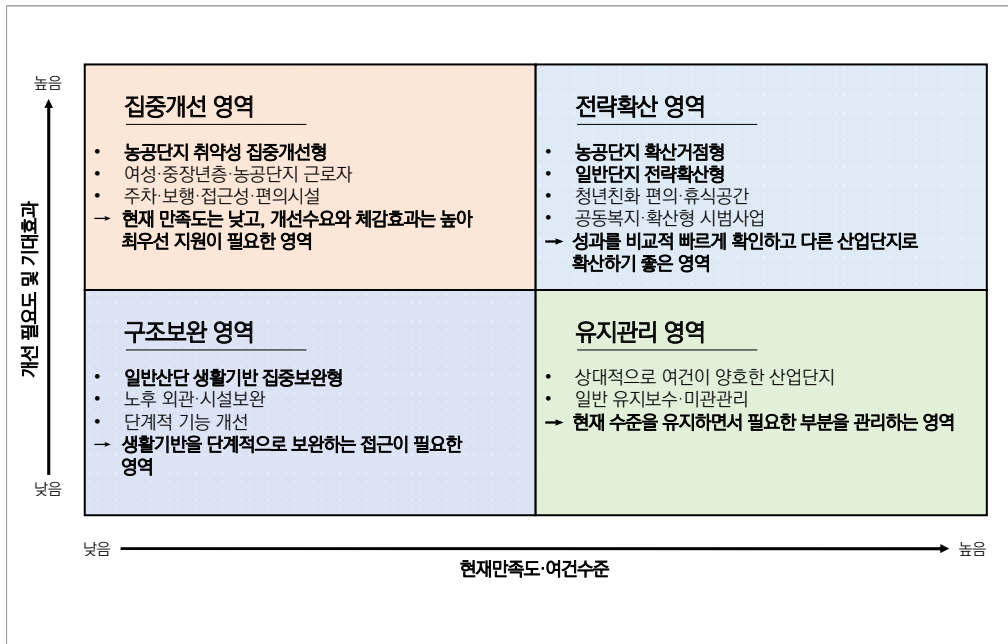 높음
개선 필요도 및 기대효과
낮음
집중개선 영역
• 농공단지 취약성 집중개선형
• 여성·중장년층·농공단지 근로자
• 주차·보행·접근성·편의시설
→ 현재 만족도는 낮고, 개선수요와 체감효과는 높아
최우선 지원이 필요한 영역
전략확산 영역
• 농공단지 확산거점형
• 일반단지 전략확산형
• 청년친화 편의·휴식공간
• 공동복지·확산형 시범사업
→ 성과를 비교적 빠르게 확인하고 다른 산업단지로
확산하기 좋은 영역
구조보완 영역
• 일반산단 생활기반 집중보완형
• 노후 외관·시설보완
• 단계적 기능 개선
→ 생활기반을 단계적으로 보완하는 접근이 필요한
영역
유지관리 영역
• 상대적으로 여건이 양호한 산업단지
• 일반 유지보수·미관관리
→ 현재 수준을 유지하면서 필요한 부분을 관리하는 영역
낮음
높음
현재만족도·여건수준